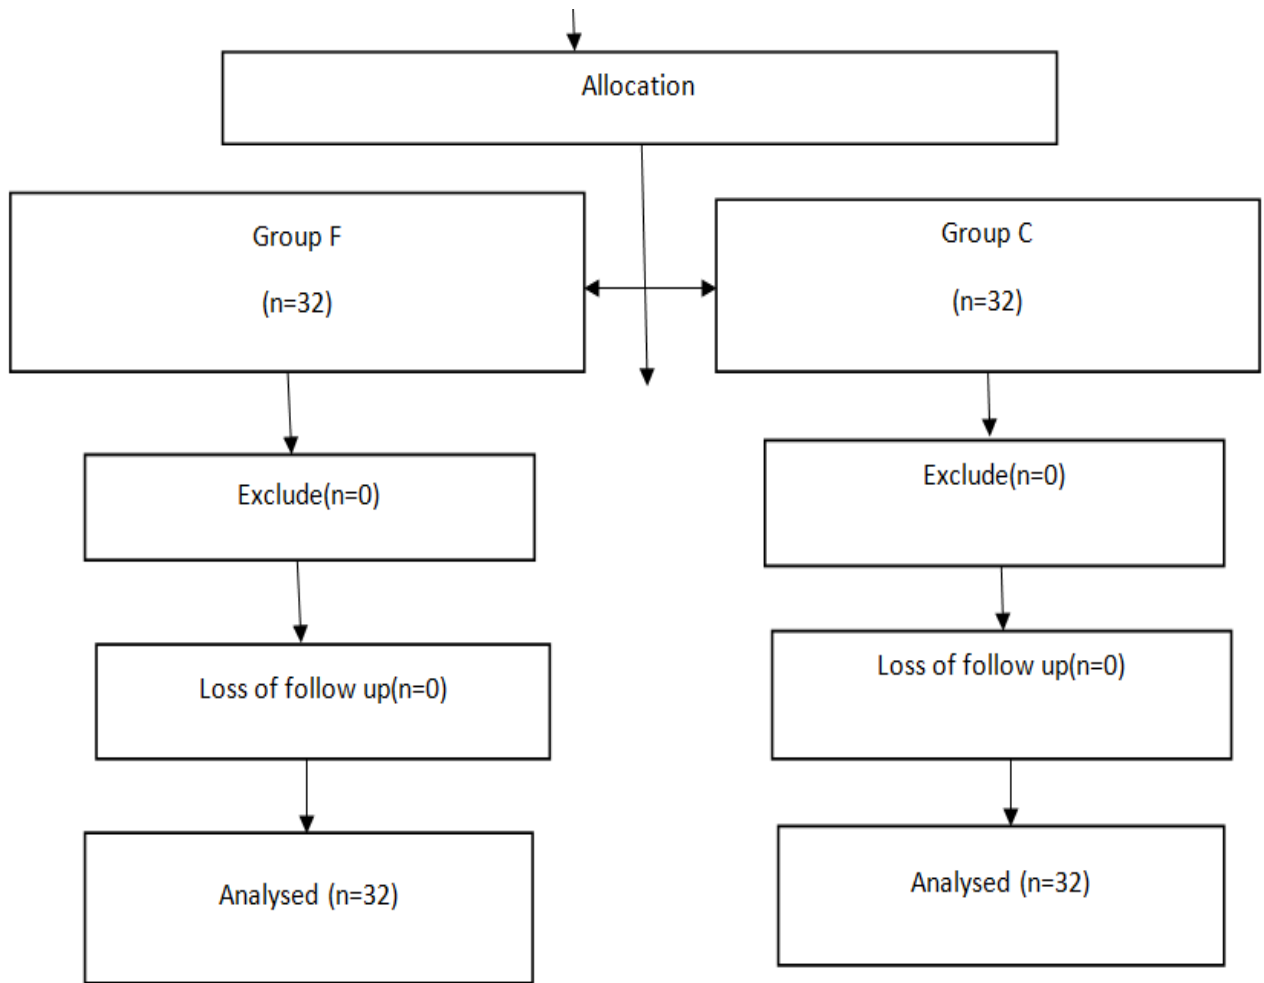 Allocation
Group F
(n=32)
Group C
(n=32)
Exclude(n=0)
Exclude(n=0)
Loss of follow up(n=0)
Loss of follow up(n=0)
Analysed (n=32)
Analysed (n=32)